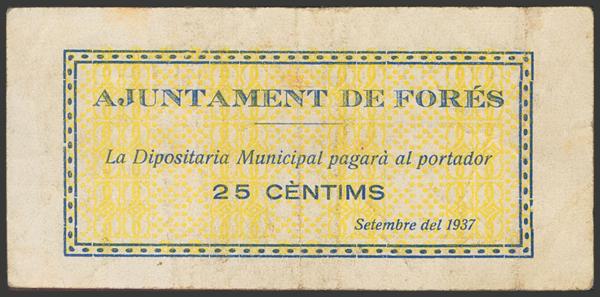 AJUNTAMENT DE FORÉS
La Dipositaria Municipal pagarà al portador
25 CÈNTIMS
Setembre del 1937